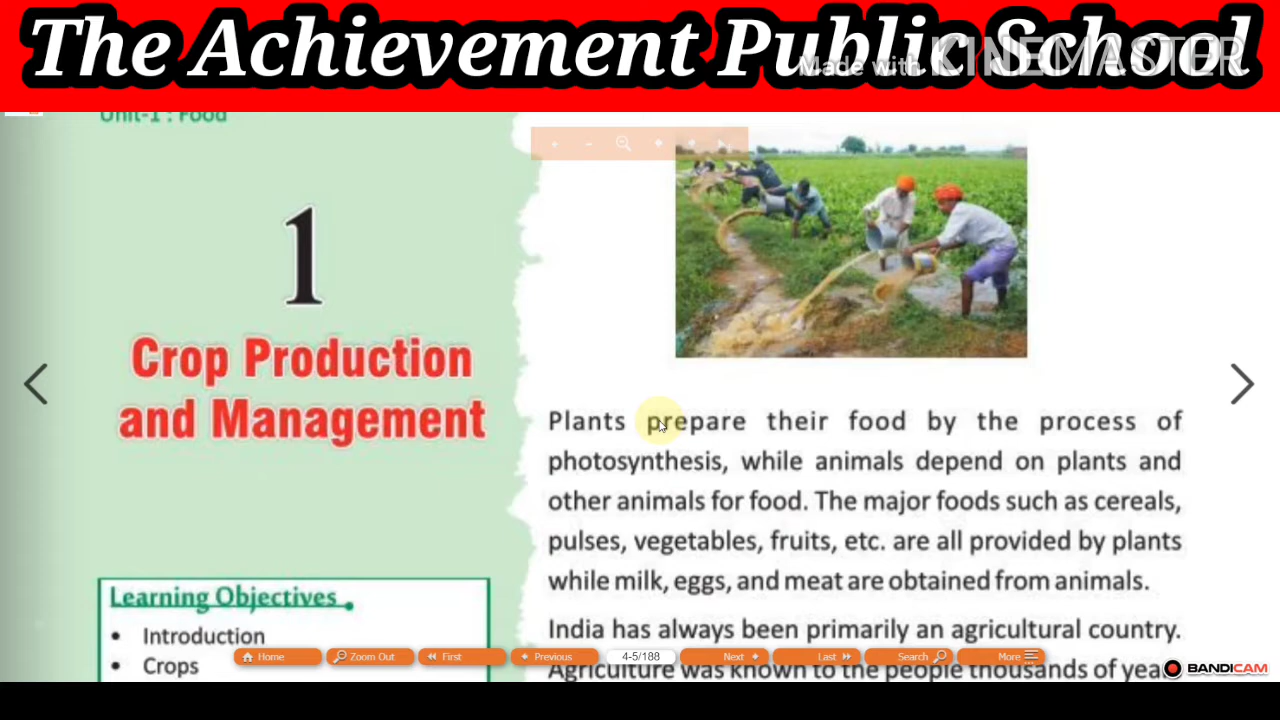 The Achievement Public School
Made with KINEMASTER
Unit-1 : Food
1
Crop Production
and Management
Learning Objectives
• Introduction
• Crops
Plants prepare their food by the process of
photosynthesis, while animals depend on plants and
other animals for food. The major foods such as cereals,
pulses, vegetables, fruits, etc. are all provided by plants
while milk, eggs, and meat are obtained from animals.
India has always been primarily an agricultural country.
Agriculture was known to the people thousands of
Home
Zoom Out
First
Previous
4-5/188
Next
Last
Search
More
BANDICAM